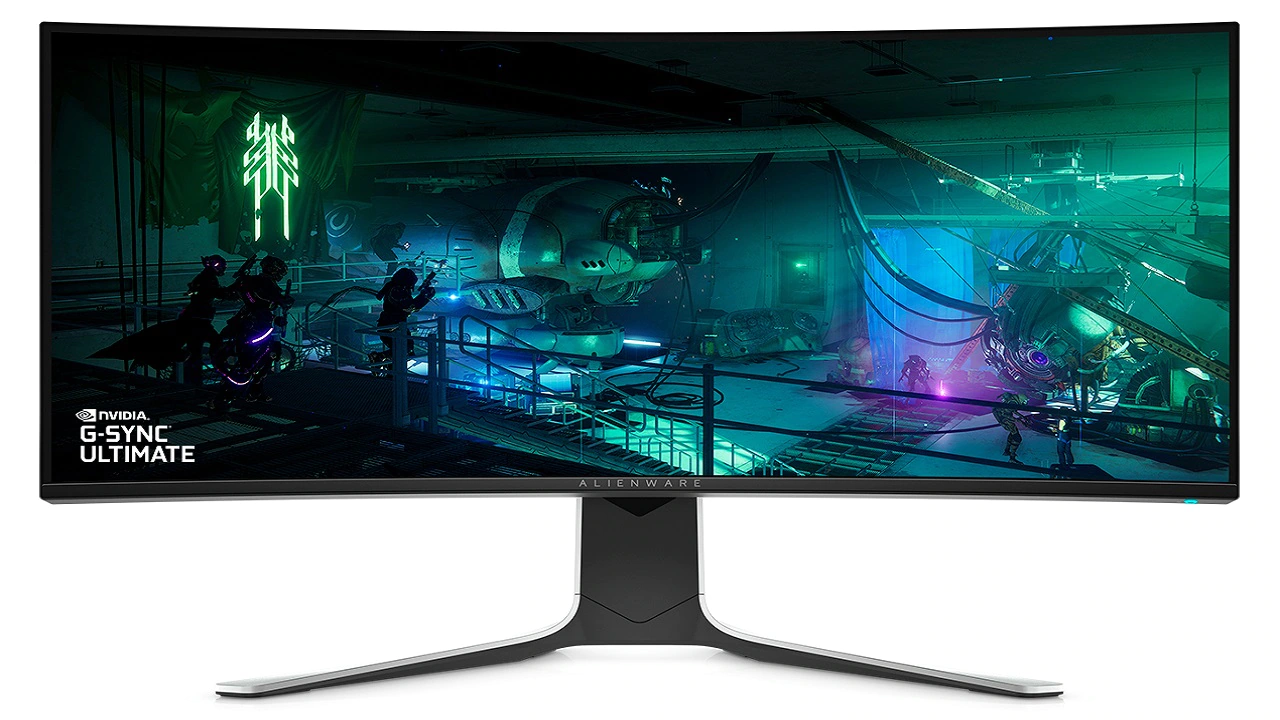 NVIDIA.
G-SYNC
ULTIMATE
ALIENWARE